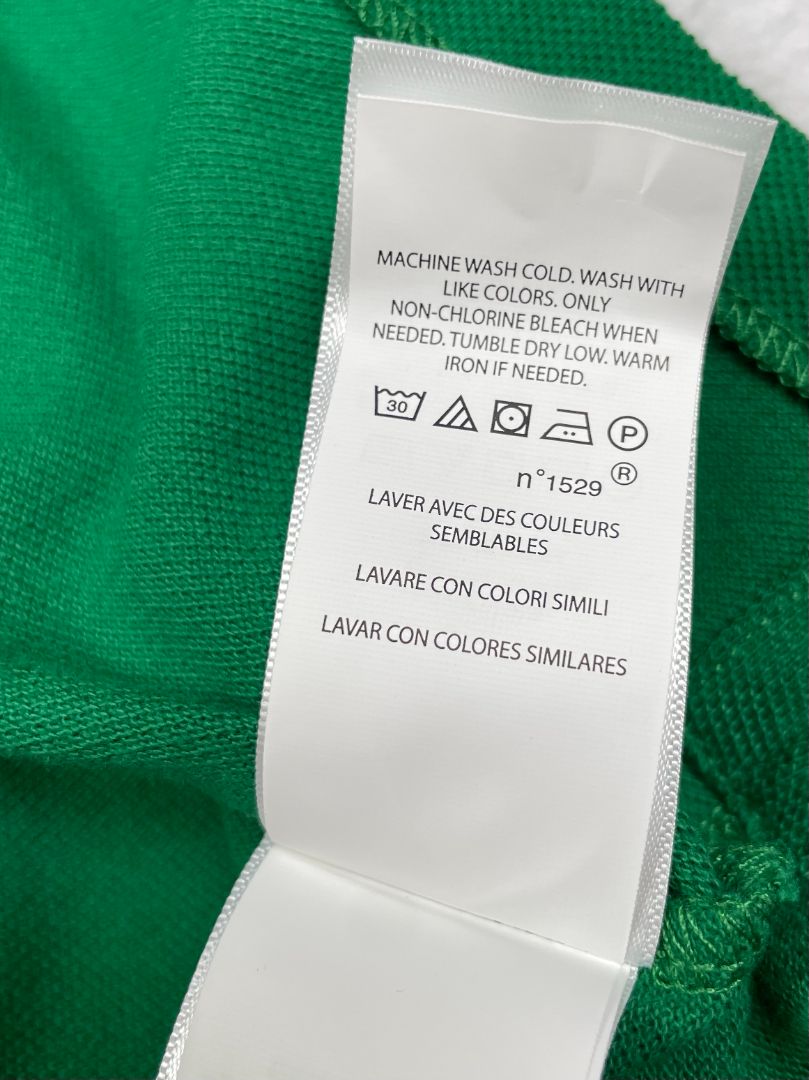 MACHINE WASH COLD. WASH WITH
LIKE COLORS. ONLY
NON-CHLORINE BLEACH WHEN
NEEDED. TUMBLE DRY LOW. WARM
IRON IF NEEDED.
30 P
n°1529 ®
LAVER AVEC DES COULEURS
SEMBLABLES
LAVARE CON COLORI SIMILI
LAVAR CON COLORES SIMILARES